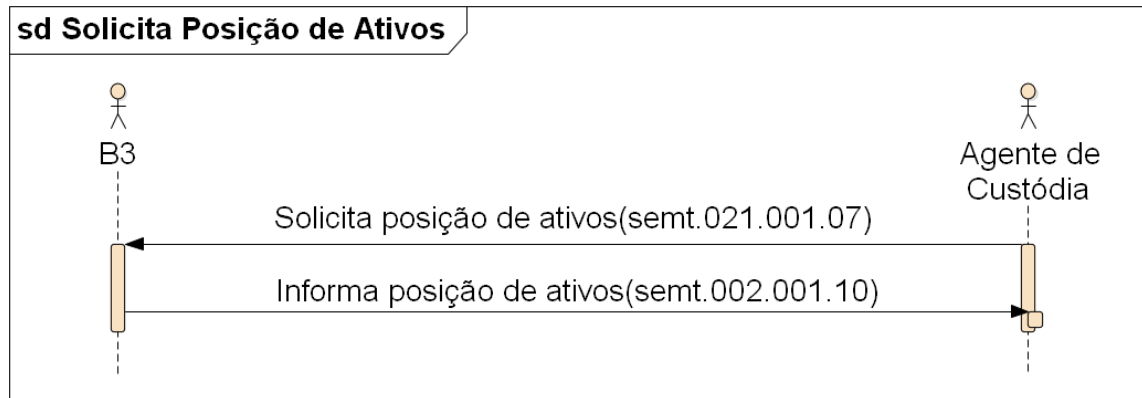 sd Solicita Posição de Ativos
B3
Agente de
Custódia
Solicita posição de ativos(semt.021.001.07)
Informa posição de ativos(semt.002.001.10)